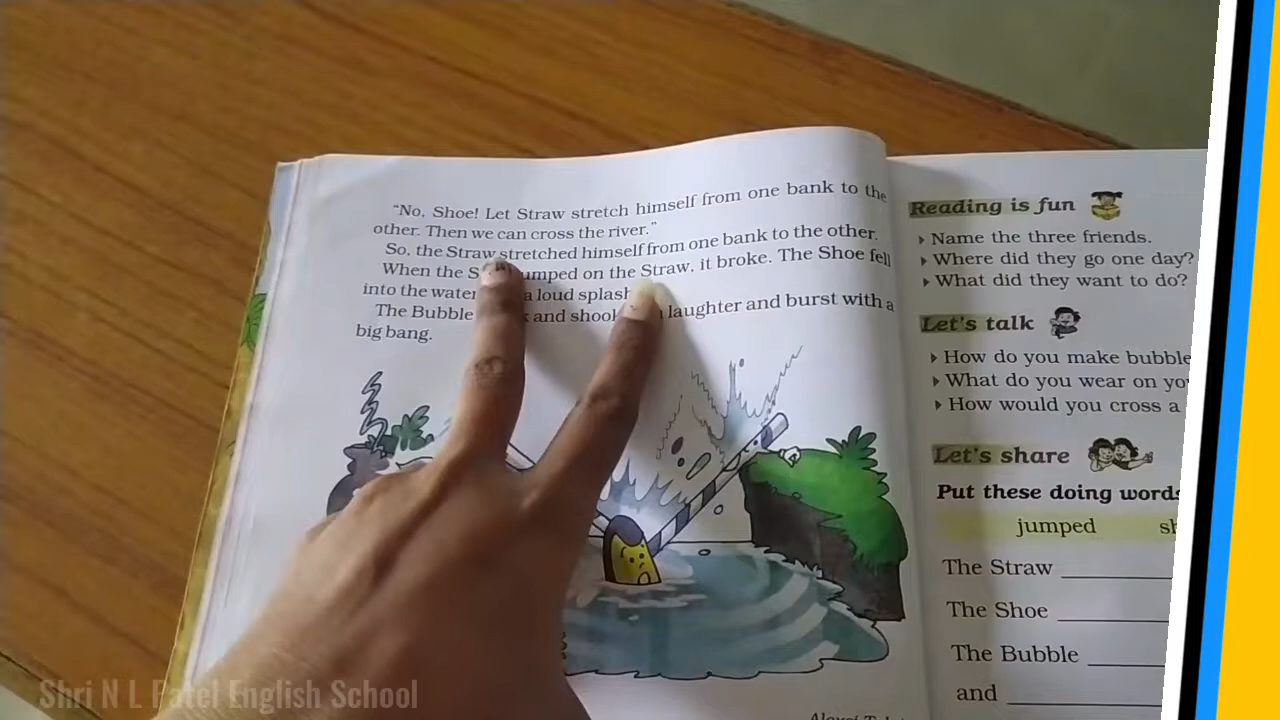 "No, Shoe! Let Straw stretch himself from one bank to the
other. Then we can cross the river."
So, the Straw stretched himself from one bank to the other.
When the umped on the Straw, it broke. The Shoe fell
into the water a loud splash
The Bubble and shook laughter and burst with a
big bang.
Reading is fun
Name the three friends.
Where did they go one day?
What did they want to do?
Let's talk
How do you make bubble
What do you wear on yo
How would you cross a
Let's share
Put these doing words
jumped sh
The Straw
The Shoe
The Bubble
and
Shri N L Patel English School